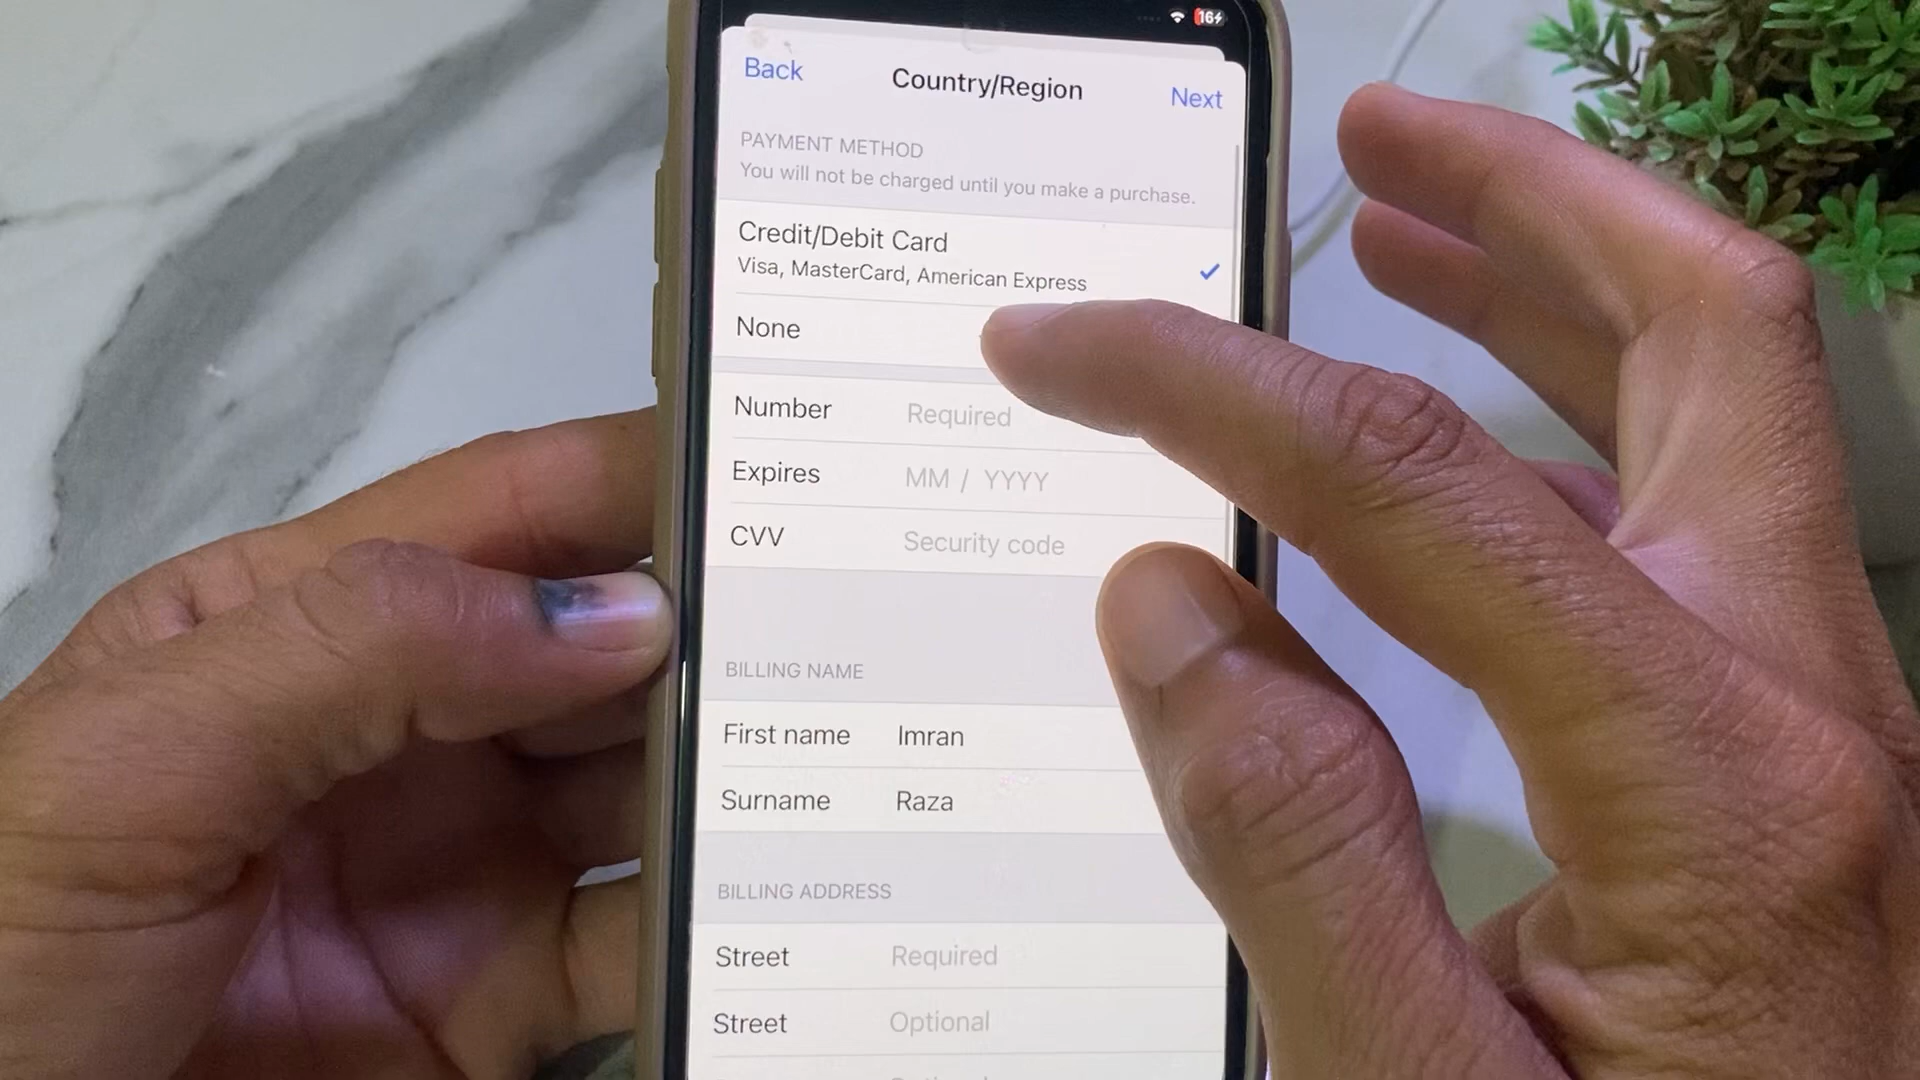 16
Back
Country/Region
Next
PAYMENT METHOD
You will not be charged until you make a purchase.
Credit/Debit Card
Visa, MasterCard, American Express
None
Number Required
Expires MM / YYYY
CVV Security code
BILLING NAME
First name Imran
Surname Raza
BILLING ADDRESS
Street Required
Street Optional